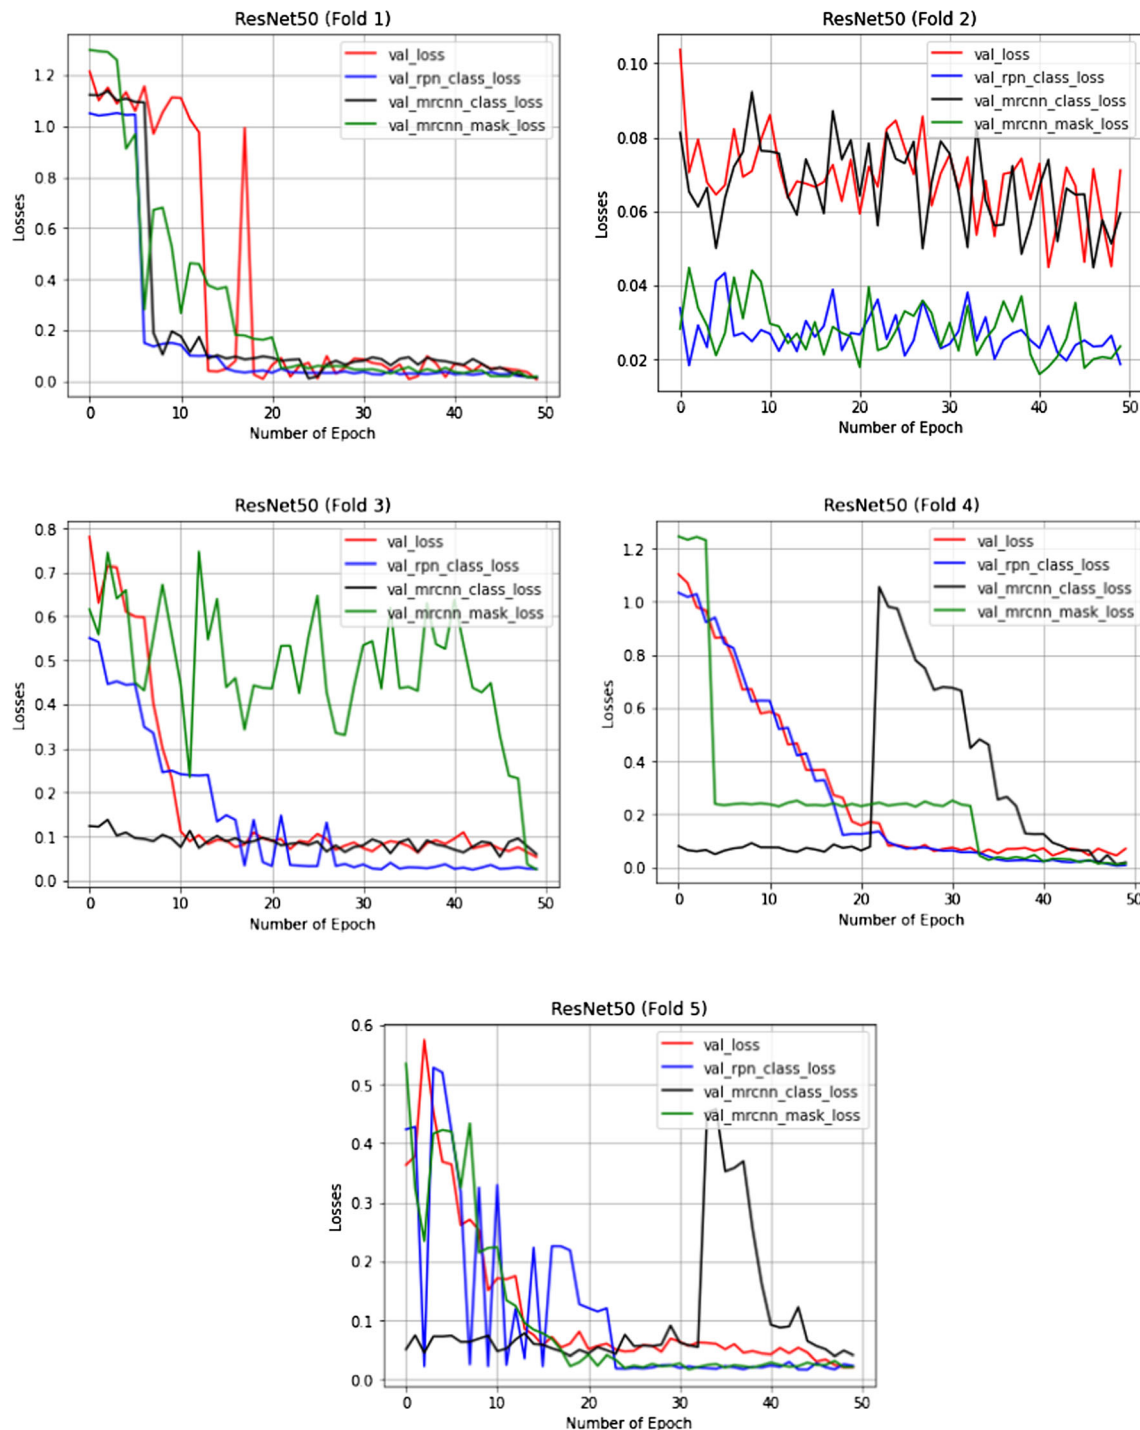 ResNet50 (Fold 1)
1.2
1.0
0.8
0.6
0.4
0.2
0.0
Losses
val_loss
val_rpn_class_loss
val_mrcnn_class_loss
val_mrcnn_mask_loss
0 10 20 30 40 50
Number of Epoch
ResNet50 (Fold 2)
0.10
0.08
0.06
0.04
0.02
Losses
val_loss
val_rpn_class_loss
val_mrcnn_class_loss
val_mrcnn_mask_loss
0 10 20 30 40 50
Number of Epoch
ResNet50 (Fold 3)
0.8
0.7
0.6
0.5
0.4
0.3
0.2
0.1
0.0
Losses
val_loss
val_rpn_class_loss
val_mrcnn_class_loss
val_mrcnn_mask_loss
0 10 20 30 40 50
Number of Epoch
ResNet50 (Fold 4)
1.2
1.0
0.8
0.6
0.4
0.2
0.0
Losses
val_loss
val_rpn_class_loss
val_mrcnn_class_loss
val_mrcnn_mask_loss
0 10 20 30 40 50
Number of Epoch
ResNet50 (Fold 5)
0.6
0.5
0.4
0.3
0.2
0.1
0.0
Losses
val_loss
val_rpn_class_loss
val_mrcnn_class_loss
val_mrcnn_mask_loss
0 10 20 30 40 50
Number of Epoch